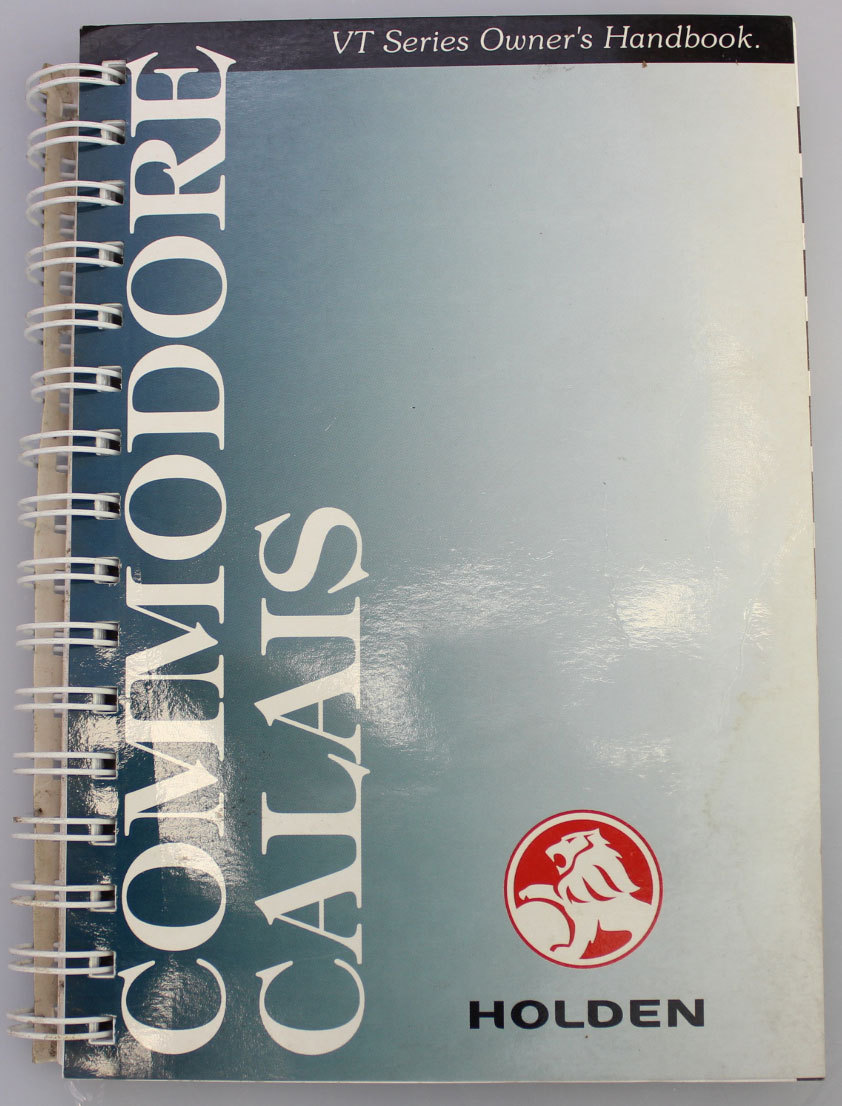 VT Series Owner's Handbook.
COMMODORE
CALAIS
HOLDEN